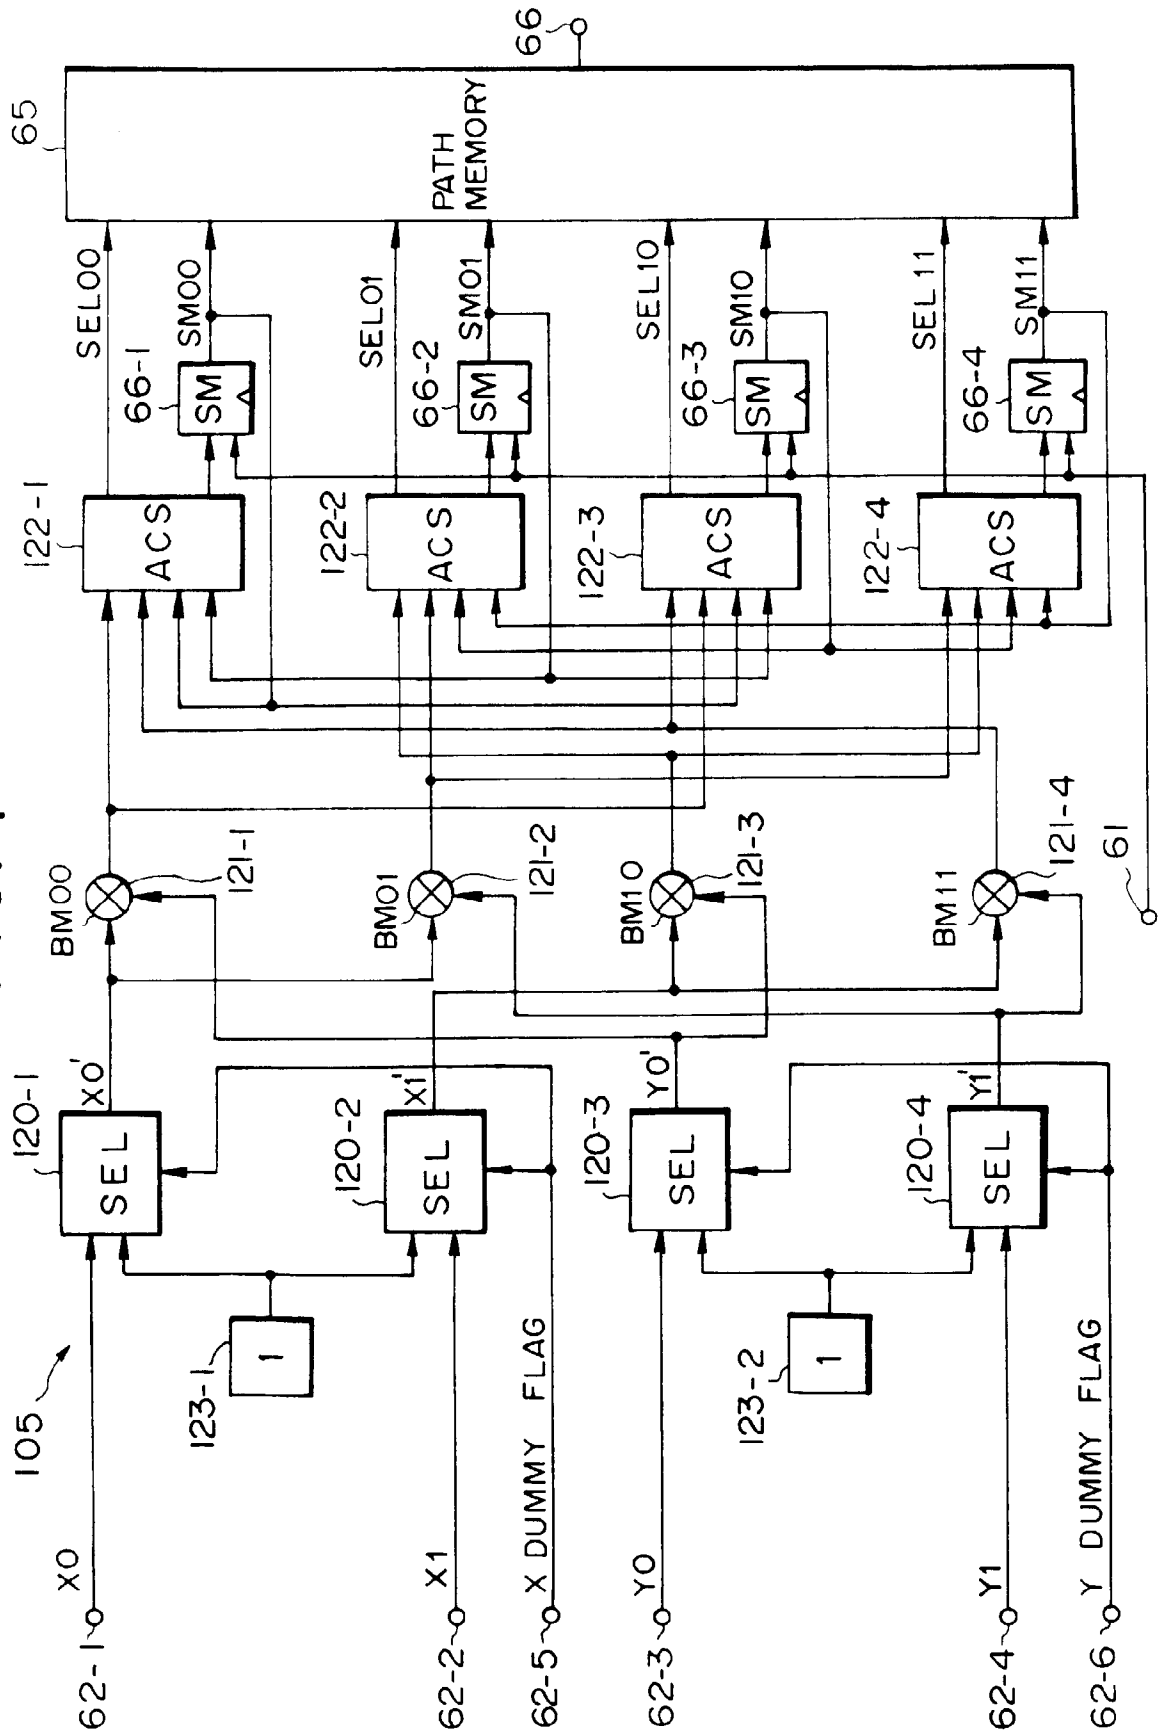 105
62-1
X0
120-1
SEL
X0'
BM00
121-1
122-1
ACS
SEL00
66-1
SM
SM00
65
PATH
MEMORY
66
123-1
1
62-2
X1
120-2
SEL
X1'
BM01
121-2
122-2
ACS
SEL01
66-2
SM
SM01
62-5
X DUMMY FLAG
62-3
Y0
120-3
SEL
Y0'
BM10
121-3
122-3
ACS
SEL10
66-3
SM
SM10
123-2
1
62-4
Y1
120-4
SEL
Y1'
BM11
121-4
122-4
ACS
SEL11
66-4
SM
SM11
62-6
Y DUMMY FLAG
61